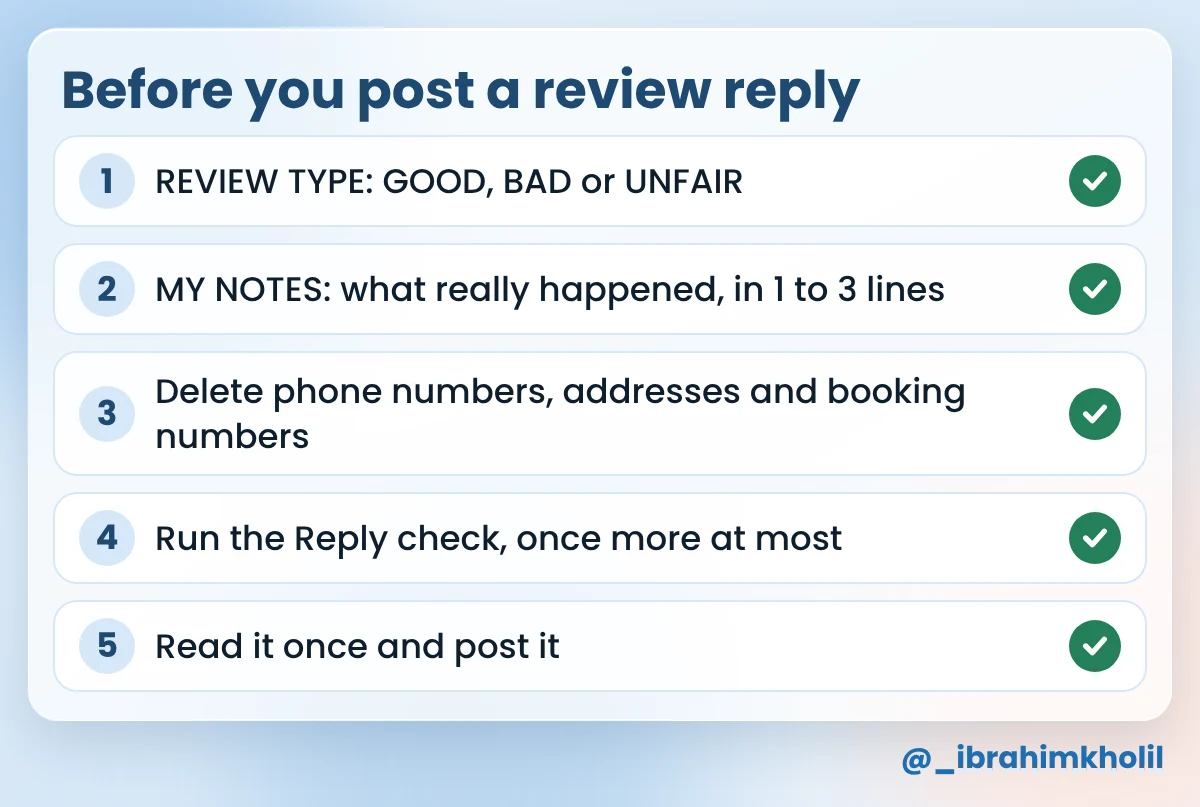 Before you post a review reply
1 REVIEW TYPE: GOOD, BAD or UNFAIR
2 MY NOTES: what really happened, in 1 to 3 lines
3 Delete phone numbers, addresses and booking
numbers
4 Run the Reply check, once more at most
5 Read it once and post it
@_ibrahimkholil